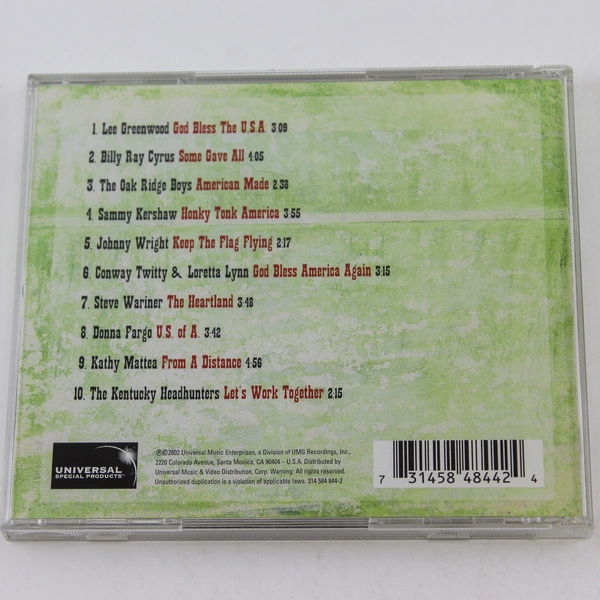 1. Lee Greenwood God Bless The U.S.A. 3:09
2. Billy Ray Cyrus Some Gave All 4:05
3. The Oak Ridge Boys American Made 2:38
4. Sammy Kershaw Honky Tonk America 3:55
5. Johnny Wright Keep The Flag Flying 2:17
6. Conway Twitty & Loretta Lynn God Bless America Again 3:15
7. Steve Wariner The Heartland 3:48
8. Donna Fargo U.S. of A. 3:42
9. Kathy Mattea From A Distance 4:56
10. The Kentucky Headhunters Let's Work Together 2:15
UNIVERSAL
SPECIAL PRODUCTS
℗©2002 Universal Music Enterprises, a Division of UMG Recordings, Inc.,
2220 Colorado Avenue, Santa Monica, CA 90404 – U.S.A. Distributed by
Universal Music & Video Distribution, Corp. Warning: All rights reserved.
Unauthorized duplication is a violation of applicable laws. 314 584 844-2
7 31458 48442 4